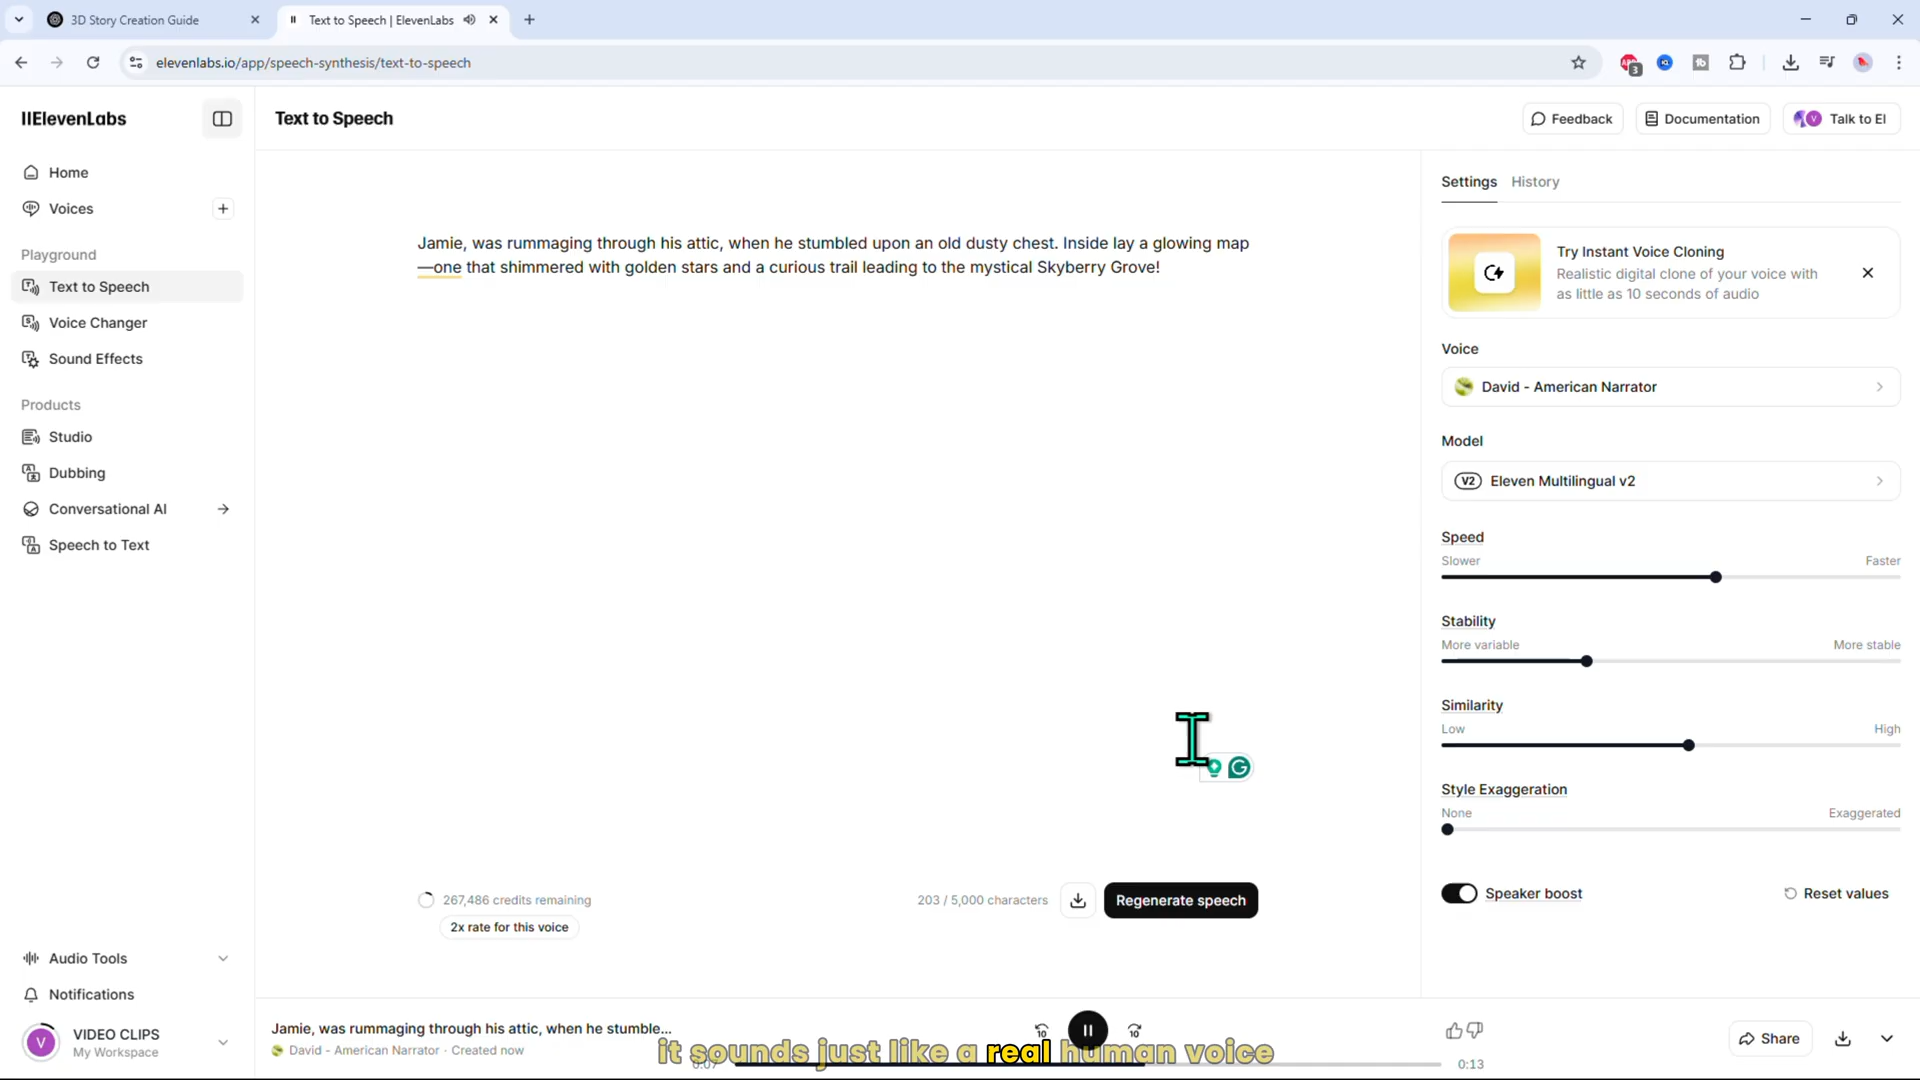 3D Story Creation Guide
Text to Speech | ElevenLabs
elevenlabs.io/app/speech-synthesis/text-to-speech
3
IIElevenLabs
Text to Speech
Feedback
Documentation
Talk to El
Home
Voices
Playground
Text to Speech
Voice Changer
Sound Effects
Products
Studio
Dubbing
Conversational AI
Speech to Text
Audio Tools
Notifications
V
VIDEO CLIPS
My Workspace
Jamie, was rummaging through his attic, when he stumbled upon an old dusty chest. Inside lay a glowing map
—one that shimmered with golden stars and a curious trail leading to the mystical Skyberry Grove!
267,486 credits remaining
2x rate for this voice
203 / 5,000 characters
Regenerate speech
Settings
History
Try Instant Voice Cloning
Realistic digital clone of your voice with
as little as 10 seconds of audio
Voice
David - American Narrator
Model
V2 Eleven Multilingual v2
Speed
Slower Faster
Stability
More variable More stable
Similarity
Low High
Style Exaggeration
None Exaggerated
Speaker boost
Reset values
Jamie, was rummaging through his attic, when he stumble...
David - American Narrator · Created now
10 10
it sounds just like a real human voice
0:07 0:13
Share